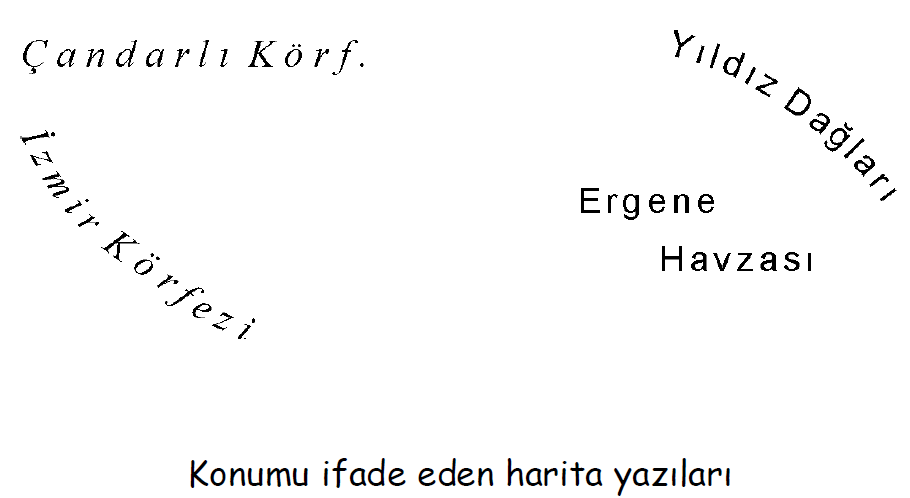 Çandarlı Körf.
Yıldız Dağları
İzmir Körfezi
Ergene
Havzası
Konumu ifade eden harita yazıları